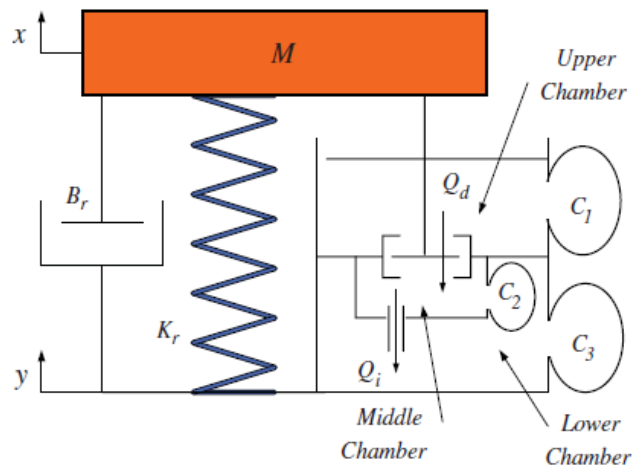 x
M
Upper
Chamber
B_r
Q_d
C_1
C_2
K_r
C_3
y
Q_i
Middle
Chamber
Lower
Chamber